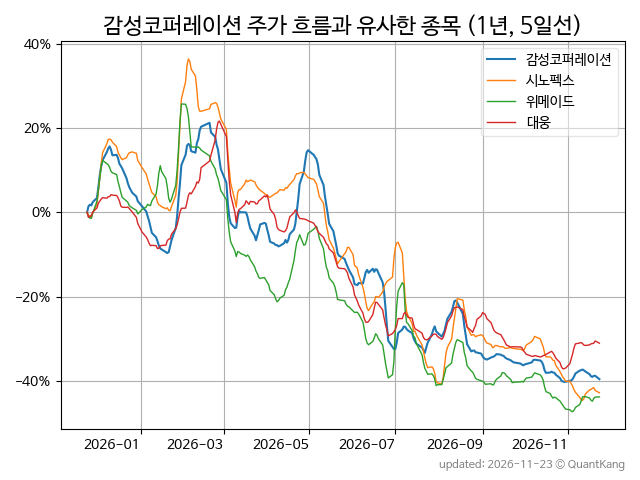 감성코퍼레이션 주가 흐름과 유사한 종목 (1년, 5일선)
감성코퍼레이션
시노펙스
위메이드
대웅
40%
20%
0%
−20%
−40%
2026-01
2026-03
2026-05
2026-07
2026-09
2026-11
updated: 2026-11-23 © QuantKang